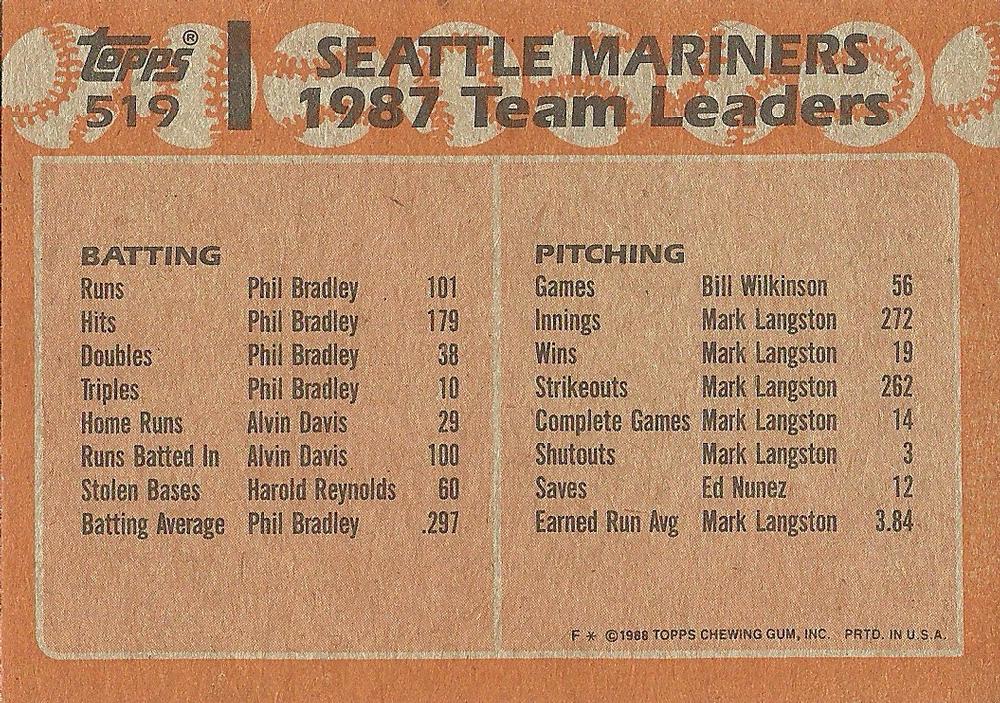 Topps® SEATTLE MARINERS
519 1987 Team Leaders
BATTING
Runs Phil Bradley 101
Hits Phil Bradley 179
Doubles Phil Bradley 38
Triples Phil Bradley 10
Home Runs Alvin Davis 29
Runs Batted In Alvin Davis 100
Stolen Bases Harold Reynolds 60
Batting Average Phil Bradley .297
PITCHING
Games Bill Wilkinson 56
Innings Mark Langston 272
Wins Mark Langston 19
Strikeouts Mark Langston 262
Complete Games Mark Langston 14
Shutouts Mark Langston 3
Saves Ed Nunez 12
Earned Run Avg Mark Langston 3.84
F * ©1988 TOPPS CHEWING GUM, INC. PRTD. IN U.S.A.